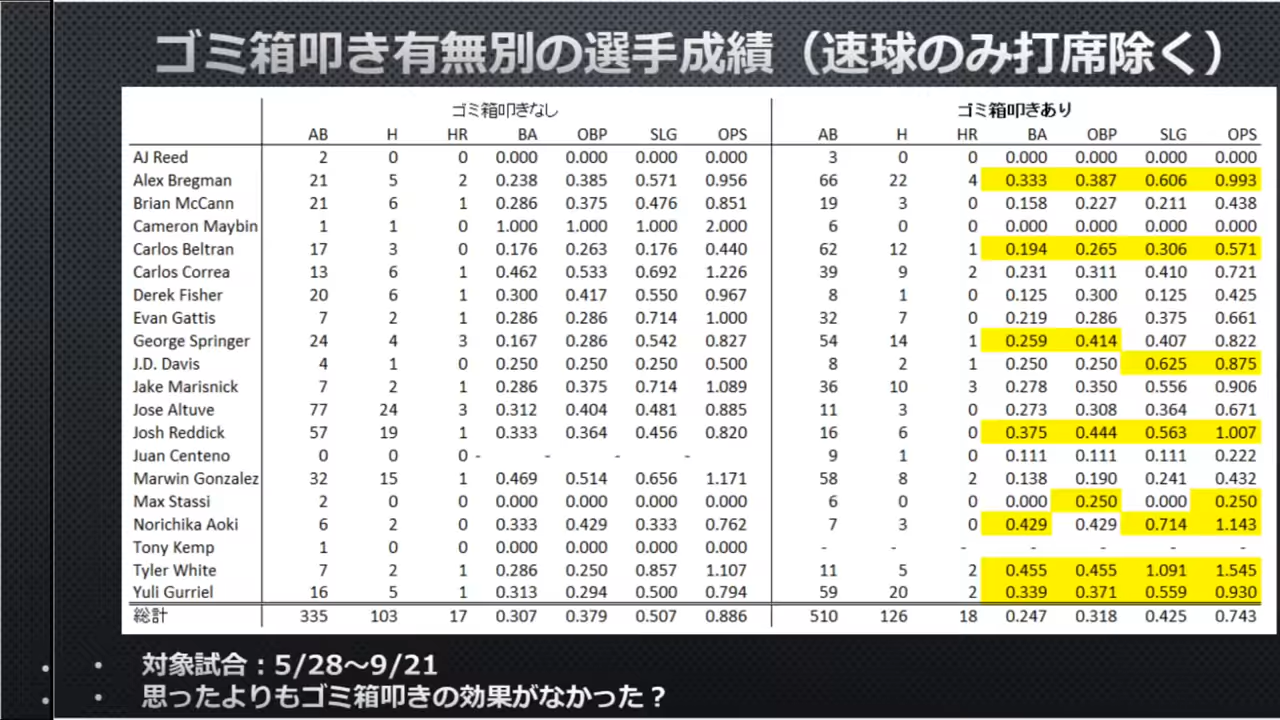 ゴミ箱叩き有無別の選手成績（速球のみ打席除く）
ゴミ箱叩きなし ゴミ箱叩きあり
AB H HR BA OBP SLG OPS AB H HR BA OBP SLG OPS
AJ Reed 2 0 0 0.000 0.000 0.000 0.000 3 0 0 0.000 0.000 0.000 0.000
Alex Bregman 21 5 2 0.238 0.385 0.571 0.956 66 22 4 0.333 0.387 0.606 0.993
Brian McCann 21 6 1 0.286 0.375 0.476 0.851 19 3 0 0.158 0.227 0.211 0.438
Cameron Maybin 1 1 0 1.000 1.000 1.000 2.000 6 0 0 0.000 0.000 0.000 0.000
Carlos Beltran 17 3 0 0.176 0.263 0.176 0.440 62 12 1 0.194 0.265 0.306 0.571
Carlos Correa 13 6 1 0.462 0.533 0.692 1.226 39 9 2 0.231 0.311 0.410 0.721
Derek Fisher 20 6 1 0.300 0.417 0.550 0.967 8 1 0 0.125 0.300 0.125 0.425
Evan Gattis 7 2 1 0.286 0.286 0.714 1.000 32 7 0 0.219 0.286 0.375 0.661
George Springer 24 4 3 0.167 0.286 0.542 0.827 54 14 1 0.259 0.414 0.407 0.822
J.D. Davis 4 1 0 0.250 0.250 0.250 0.500 8 2 1 0.250 0.250 0.625 0.875
Jake Marisnick 7 2 1 0.286 0.375 0.714 1.089 36 10 3 0.278 0.350 0.556 0.906
Jose Altuve 77 24 3 0.312 0.404 0.481 0.885 11 3 0 0.273 0.308 0.364 0.671
Josh Reddick 57 19 1 0.333 0.364 0.456 0.820 16 6 0 0.375 0.444 0.563 1.007
Juan Centeno 0 0 0 - - - - 9 1 0 0.111 0.111 0.111 0.222
Marwin Gonzalez 32 15 1 0.469 0.514 0.656 1.171 58 8 2 0.138 0.190 0.241 0.432
Max Stassi 2 0 0 0.000 0.000 0.000 0.000 6 0 0 0.000 0.250 0.000 0.250
Norichika Aoki 6 2 0 0.333 0.429 0.333 0.762 7 3 0 0.429 0.429 0.714 1.143
Tony Kemp 1 0 0 0.000 0.000 0.000 0.000 - - - - - - -
Tyler White 7 2 1 0.286 0.250 0.857 1.107 11 5 2 0.455 0.455 1.091 1.545
Yuli Gurriel 16 5 1 0.313 0.294 0.500 0.794 59 20 2 0.339 0.371 0.559 0.930
総計 335 103 17 0.307 0.379 0.507 0.886 510 126 18 0.247 0.318 0.425 0.743
• 対象試合：5/28～9/21
• 思ったよりもゴミ箱叩きの効果がなかった？